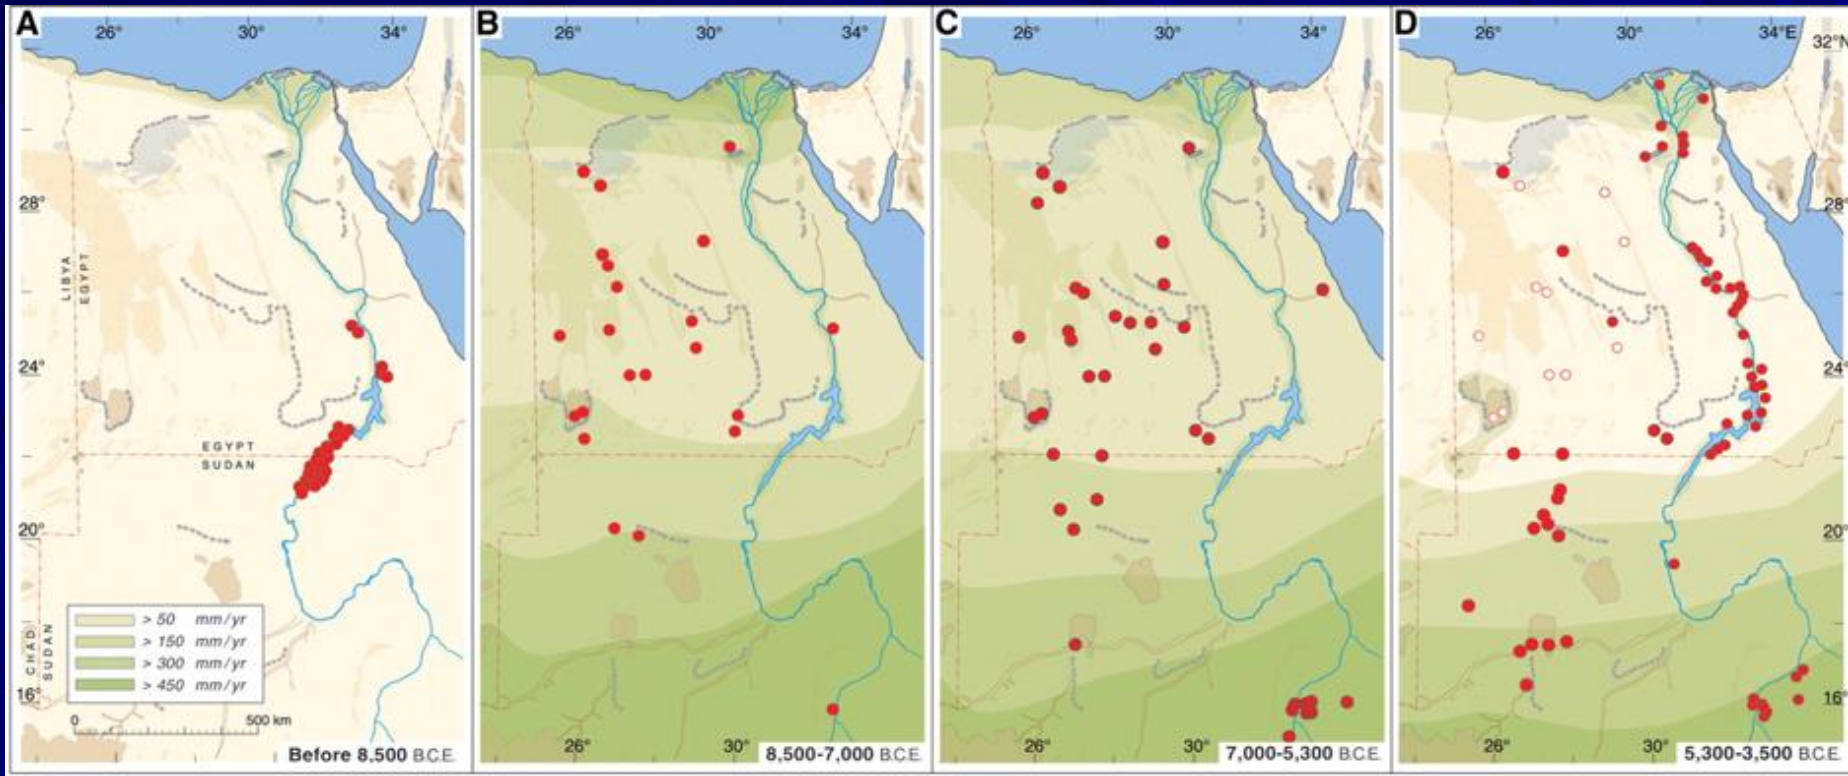 A
26°
30°
34°
28°
24°
20°
16°
LIBYA
EGYPT
EGYPT
SUDAN
CHAD
SUDAN
> 50 mm/yr
> 150 mm/yr
> 300 mm/yr
> 450 mm/yr
0 500 km
Before 8,500 B.C.E.
B
26°
30°
34°
26°
30°
8,500-7,000 B.C.E.
C
26°
30°
34°
26°
30°
7,000-5,300 B.C.E.
D
26°
30°
34°E
32°N
28°
24°
20°
16°
26°
30°
5,300-3,500 B.C.E.